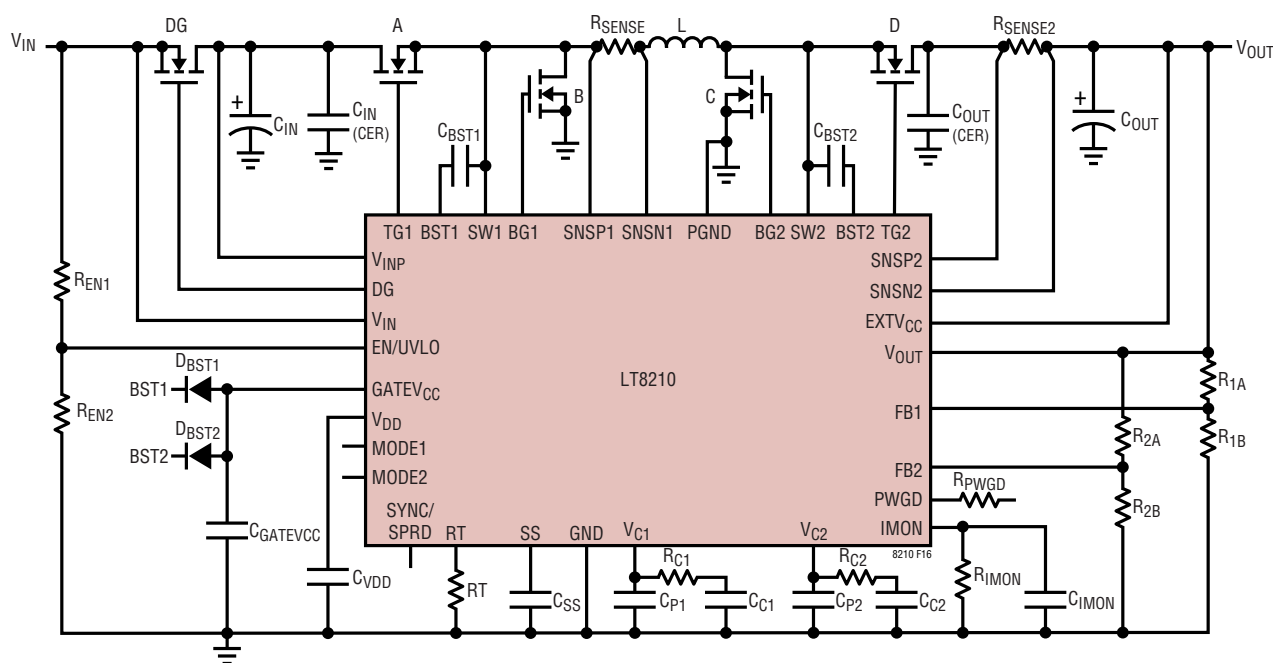 DG
A
RSENSE
L
D
RSENSE2
VIN
VOUT
+
CIN
CIN
(CER)
B
C
COUT
(CER)
+
COUT
CBST1
CBST2
TG1 BST1 SW1 BG1 SNSP1 SNSN1 PGND BG2 SW2 BST2 TG2
VINP
DG
VIN
EN/UVLO
GATEVCC
VDD
MODE1
MODE2
SYNC/
SPRD
RT
SS
GND
VC1
VC2
LT8210
SNSP2
SNSN2
EXTVCC
VOUT
FB1
FB2
PWGD
IMON
8210 F16
REN1
REN2
DBST1
BST1
DBST2
BST2
CGATEVCC
CVDD
RT
CSS
RC1
CP1
CC1
RC2
CP2
CC2
RPWGD
RIMON
CIMON
R1A
R1B
R2A
R2B